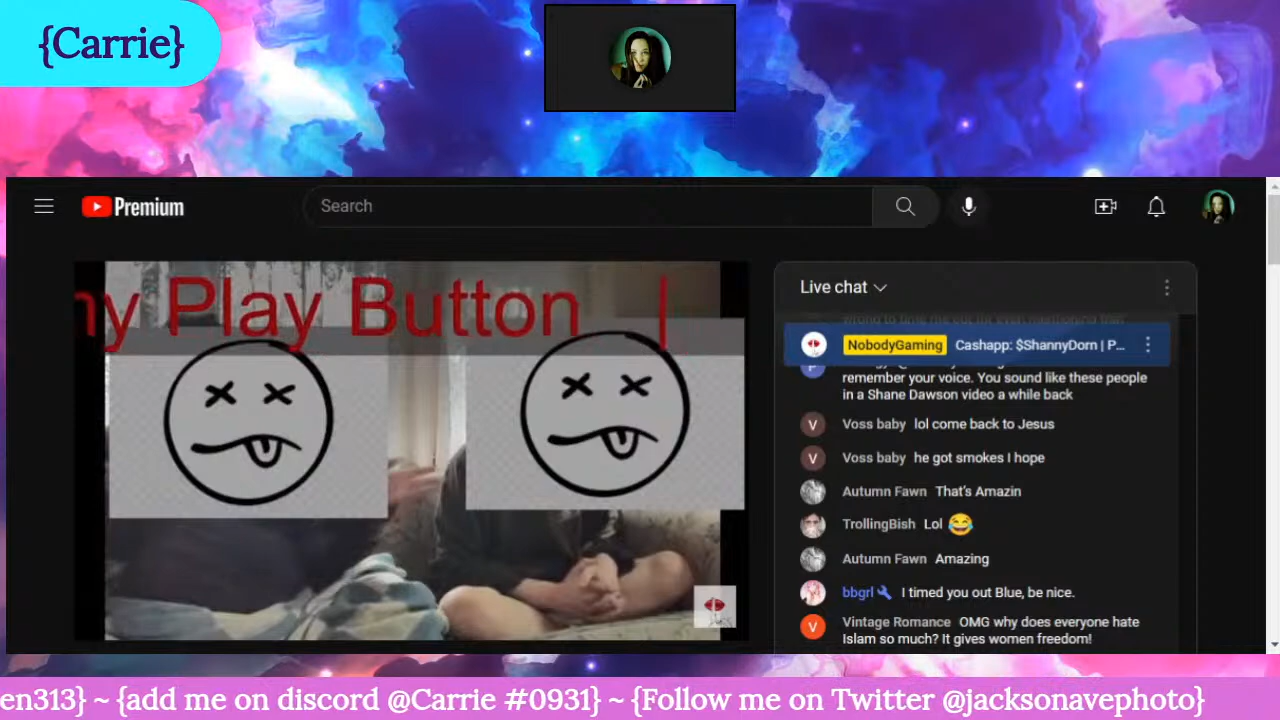 {Carrie}
Premium
Search
ny Play Button |
Live chat
NobodyGaming Cashapp: $ShannyDorn | P...
remember your voice. You sound like these people
in a Shane Dawson video a while back
Voss baby lol come back to Jesus
Voss baby he got smokes I hope
Autumn Fawn That's Amazin
TrollingBish Lol 😂
Autumn Fawn Amazing
bbgrl I timed you out Blue, be nice.
Vintage Romance OMG why does everyone hate
Islam so much? It gives women freedom!
en313} ~ {add me on discord @Carrie #0931} ~ {Follow me on Twitter @jacksonavephoto}